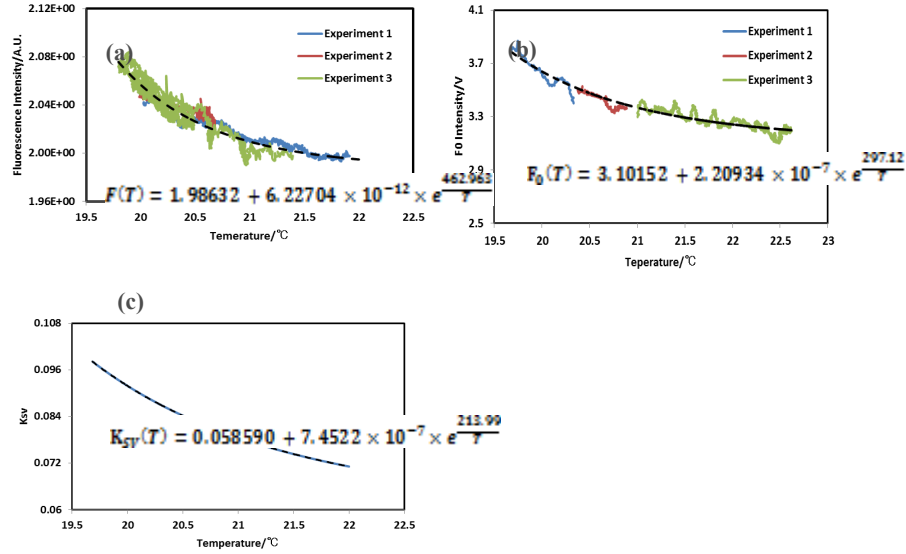 (a)
Experiment 1
Experiment 2
Experiment 3
Fluorescence Intensity/A.U.
2.12E+00
2.08E+00
2.04E+00
2.00E+00
1.96E+00
F(T) = 1.98632 + 6.22704 × 10^-12 × e^(462.963/T)
19.5 20 20.5 21 21.5 22 22.5
Temerature/℃
(b)
Experiment 1
Experiment 2
Experiment 3
F0 Intensity/V
4.1
3.7
3.3
2.9
2.5
F0(T) = 3.10152 + 2.20934 × 10^-7 × e^(297.12/T)
19.5 20 20.5 21 21.5 22 22.5 23
Teperature/℃
(c)
Ksv
0.108
0.096
0.084
0.072
0.06
KSV(T) = 0.058590 + 7.4522 × 10^-7 × e^(213.99/T)
19.5 20 20.5 21 21.5 22 22.5
Temperature/℃